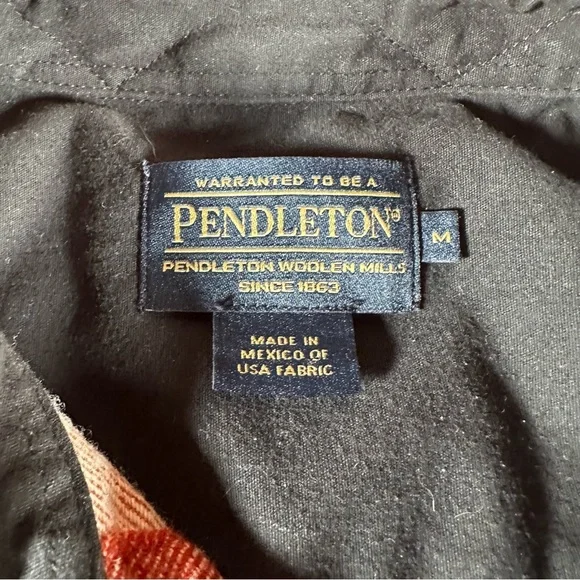 WARRANTED TO BE A
PENDLETON®
M
PENDLETON WOOLEN MILLS
SINCE 1863
MADE IN
MEXICO OF
USA FABRIC